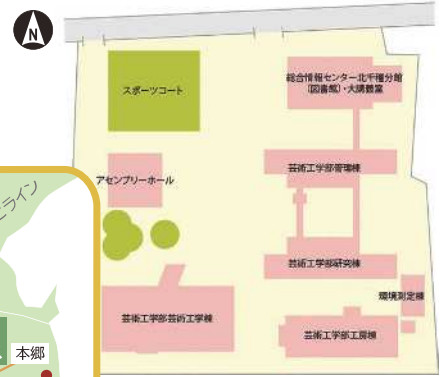 N
スポーツコート
総合情報センター北千種分館
(図書館)・大講義室
アセンブリーホール
芸術工学部管理棟
芸術工学部研究棟
環境測定棟
芸術工学部芸術工学棟
芸術工学部工房棟
ライン
本郷